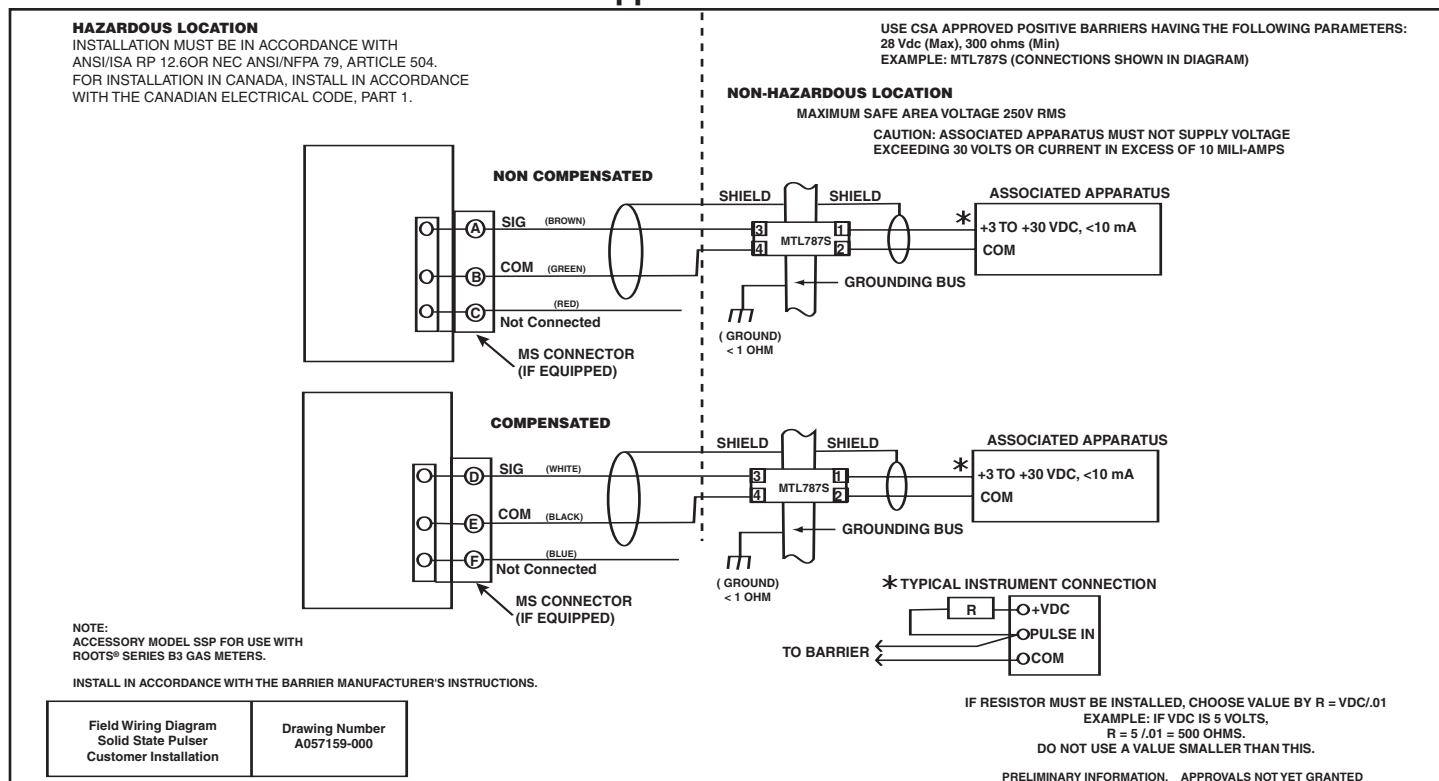 HAZARDOUS LOCATION
INSTALLATION MUST BE IN ACCORDANCE WITH
ANSI/ISA RP 12.6OR NEC ANSI/NFPA 79, ARTICLE 504.
FOR INSTALLATION IN CANADA, INSTALL IN ACCORDANCE
WITH THE CANADIAN ELECTRICAL CODE, PART 1.
USE CSA APPROVED POSITIVE BARRIERS HAVING THE FOLLOWING PARAMETERS:
28 Vdc (Max), 300 ohms (Min)
EXAMPLE: MTL787S (CONNECTIONS SHOWN IN DIAGRAM)
NON-HAZARDOUS LOCATION
MAXIMUM SAFE AREA VOLTAGE 250V RMS
CAUTION: ASSOCIATED APPARATUS MUST NOT SUPPLY VOLTAGE
EXCEEDING 30 VOLTS OR CURRENT IN EXCESS OF 10 MILI-AMPS
NON COMPENSATED
A SIG (BROWN)
B COM (GREEN)
C (RED)
Not Connected
MS CONNECTOR
(IF EQUIPPED)
SHIELD SHIELD
3 MTL787S 1
4 2
GROUNDING BUS
( GROUND)
< 1 OHM
ASSOCIATED APPARATUS
* +3 TO +30 VDC, <10 mA
COM
COMPENSATED
D SIG (WHITE)
E COM (BLACK)
F (BLUE)
Not Connected
MS CONNECTOR
(IF EQUIPPED)
SHIELD SHIELD
3 MTL787S 1
4 2
GROUNDING BUS
( GROUND)
< 1 OHM
ASSOCIATED APPARATUS
* +3 TO +30 VDC, <10 mA
COM
* TYPICAL INSTRUMENT CONNECTION
R +VDC
PULSE IN
COM
TO BARRIER
NOTE:
ACCESSORY MODEL SSP FOR USE WITH
ROOTS® SERIES B3 GAS METERS.
INSTALL IN ACCORDANCE WITH THE BARRIER MANUFACTURER'S INSTRUCTIONS.
Field Wiring Diagram
Solid State Pulser
Customer Installation
Drawing Number
A057159-000
IF RESISTOR MUST BE INSTALLED, CHOOSE VALUE BY R = VDC/.01
EXAMPLE: IF VDC IS 5 VOLTS,
R = 5 /.01 = 500 OHMS.
DO NOT USE A VALUE SMALLER THAN THIS.
PRELIMINARY INFORMATION. APPROVALS NOT YET GRANTED